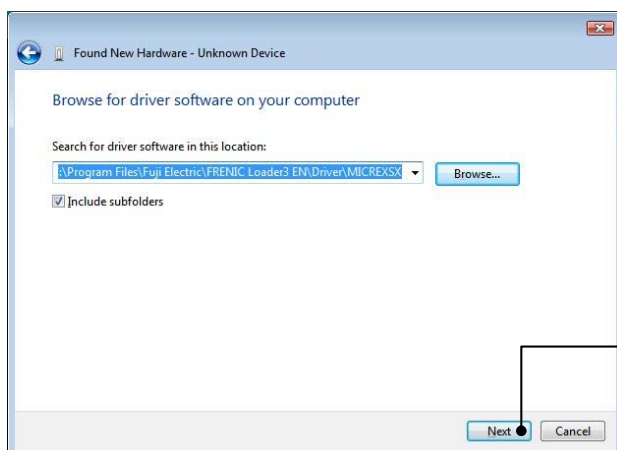 Found New Hardware - Unknown Device
Browse for driver software on your computer
Search for driver software in this location:
:\Program Files\Fuji Electric\FRENIC Loader3 EN\Driver\MICREXSX
Browse...
Include subfolders
Next
Cancel